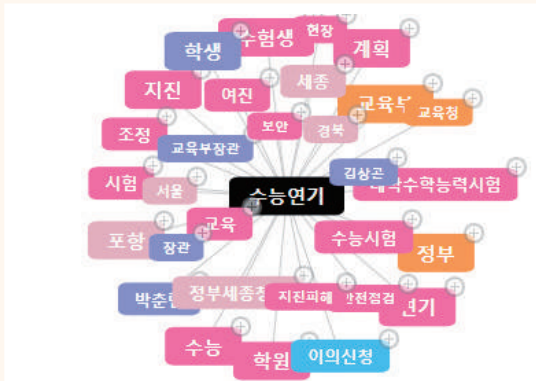 수험생
현장
계획
학생
세종
지진
여진
교육부
교육청
보안
경북
조정
교육부장관
김상곤
시험
서울
수능연기
대학수학능력시험
교육
포항
장관
수능시험
정부
정부세종청
지진피해
안전점검
연기
수능
학원
이의신청